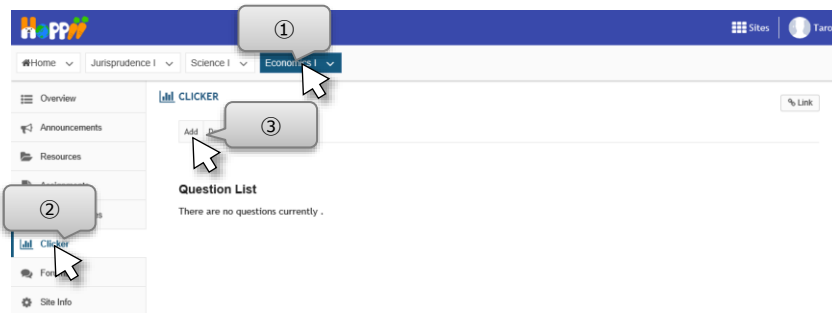 HoPPii
①
Sites
Taro
Home
Jurisprudence I
Science I
Economics I
Overview
CLICKER
Link
Announcements
Add
③
Resources
Question List
②
There are no questions currently .
Clicker
Site Info